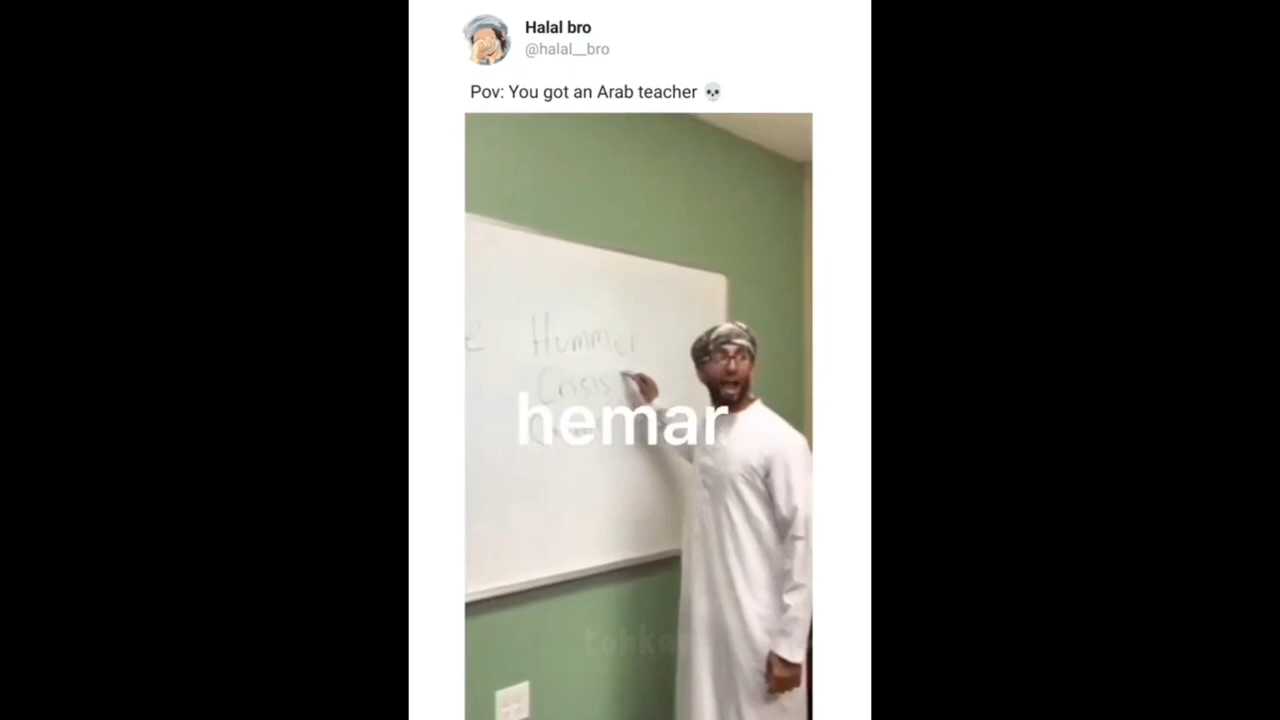 Halal bro
@halal__bro
Pov: You got an Arab teacher 💀
Hummer
Crisis
hemar